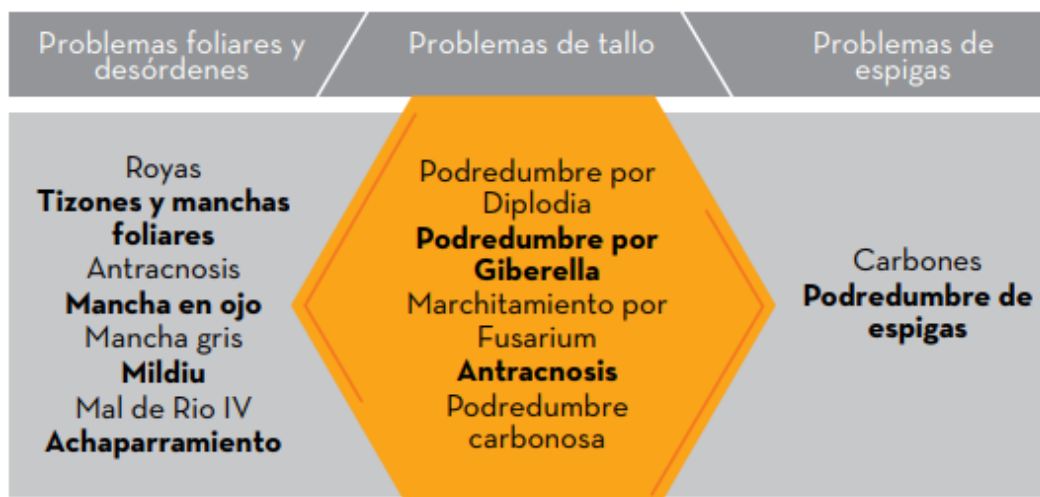 Problemas foliares y
desórdenes
Problemas de tallo
Problemas de
espigas
Royas
Tizones y manchas
foliares
Antracnosis
Mancha en ojo
Mancha gris
Mildiu
Mal de Rio IV
Achaparramiento
Podredumbre por
Diplodia
Podredumbre por
Giberella
Marchitamiento por
Fusarium
Antracnosis
Podredumbre
carbonosa
Carbones
Podredumbre de
espigas